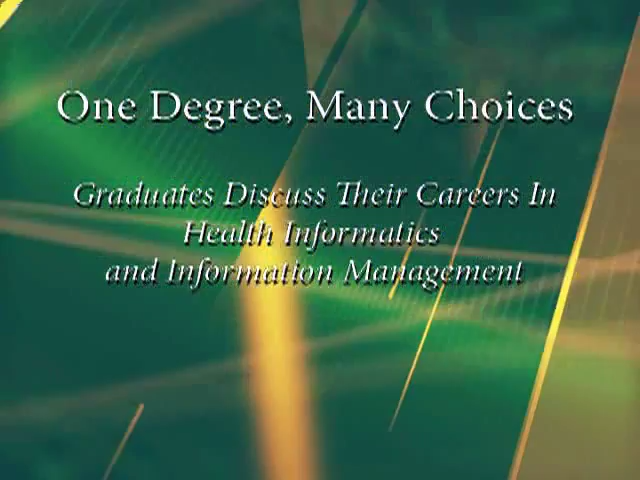 One Degree, Many Choices
Graduates Discuss Their Careers In
Health Informatics
and Information Management